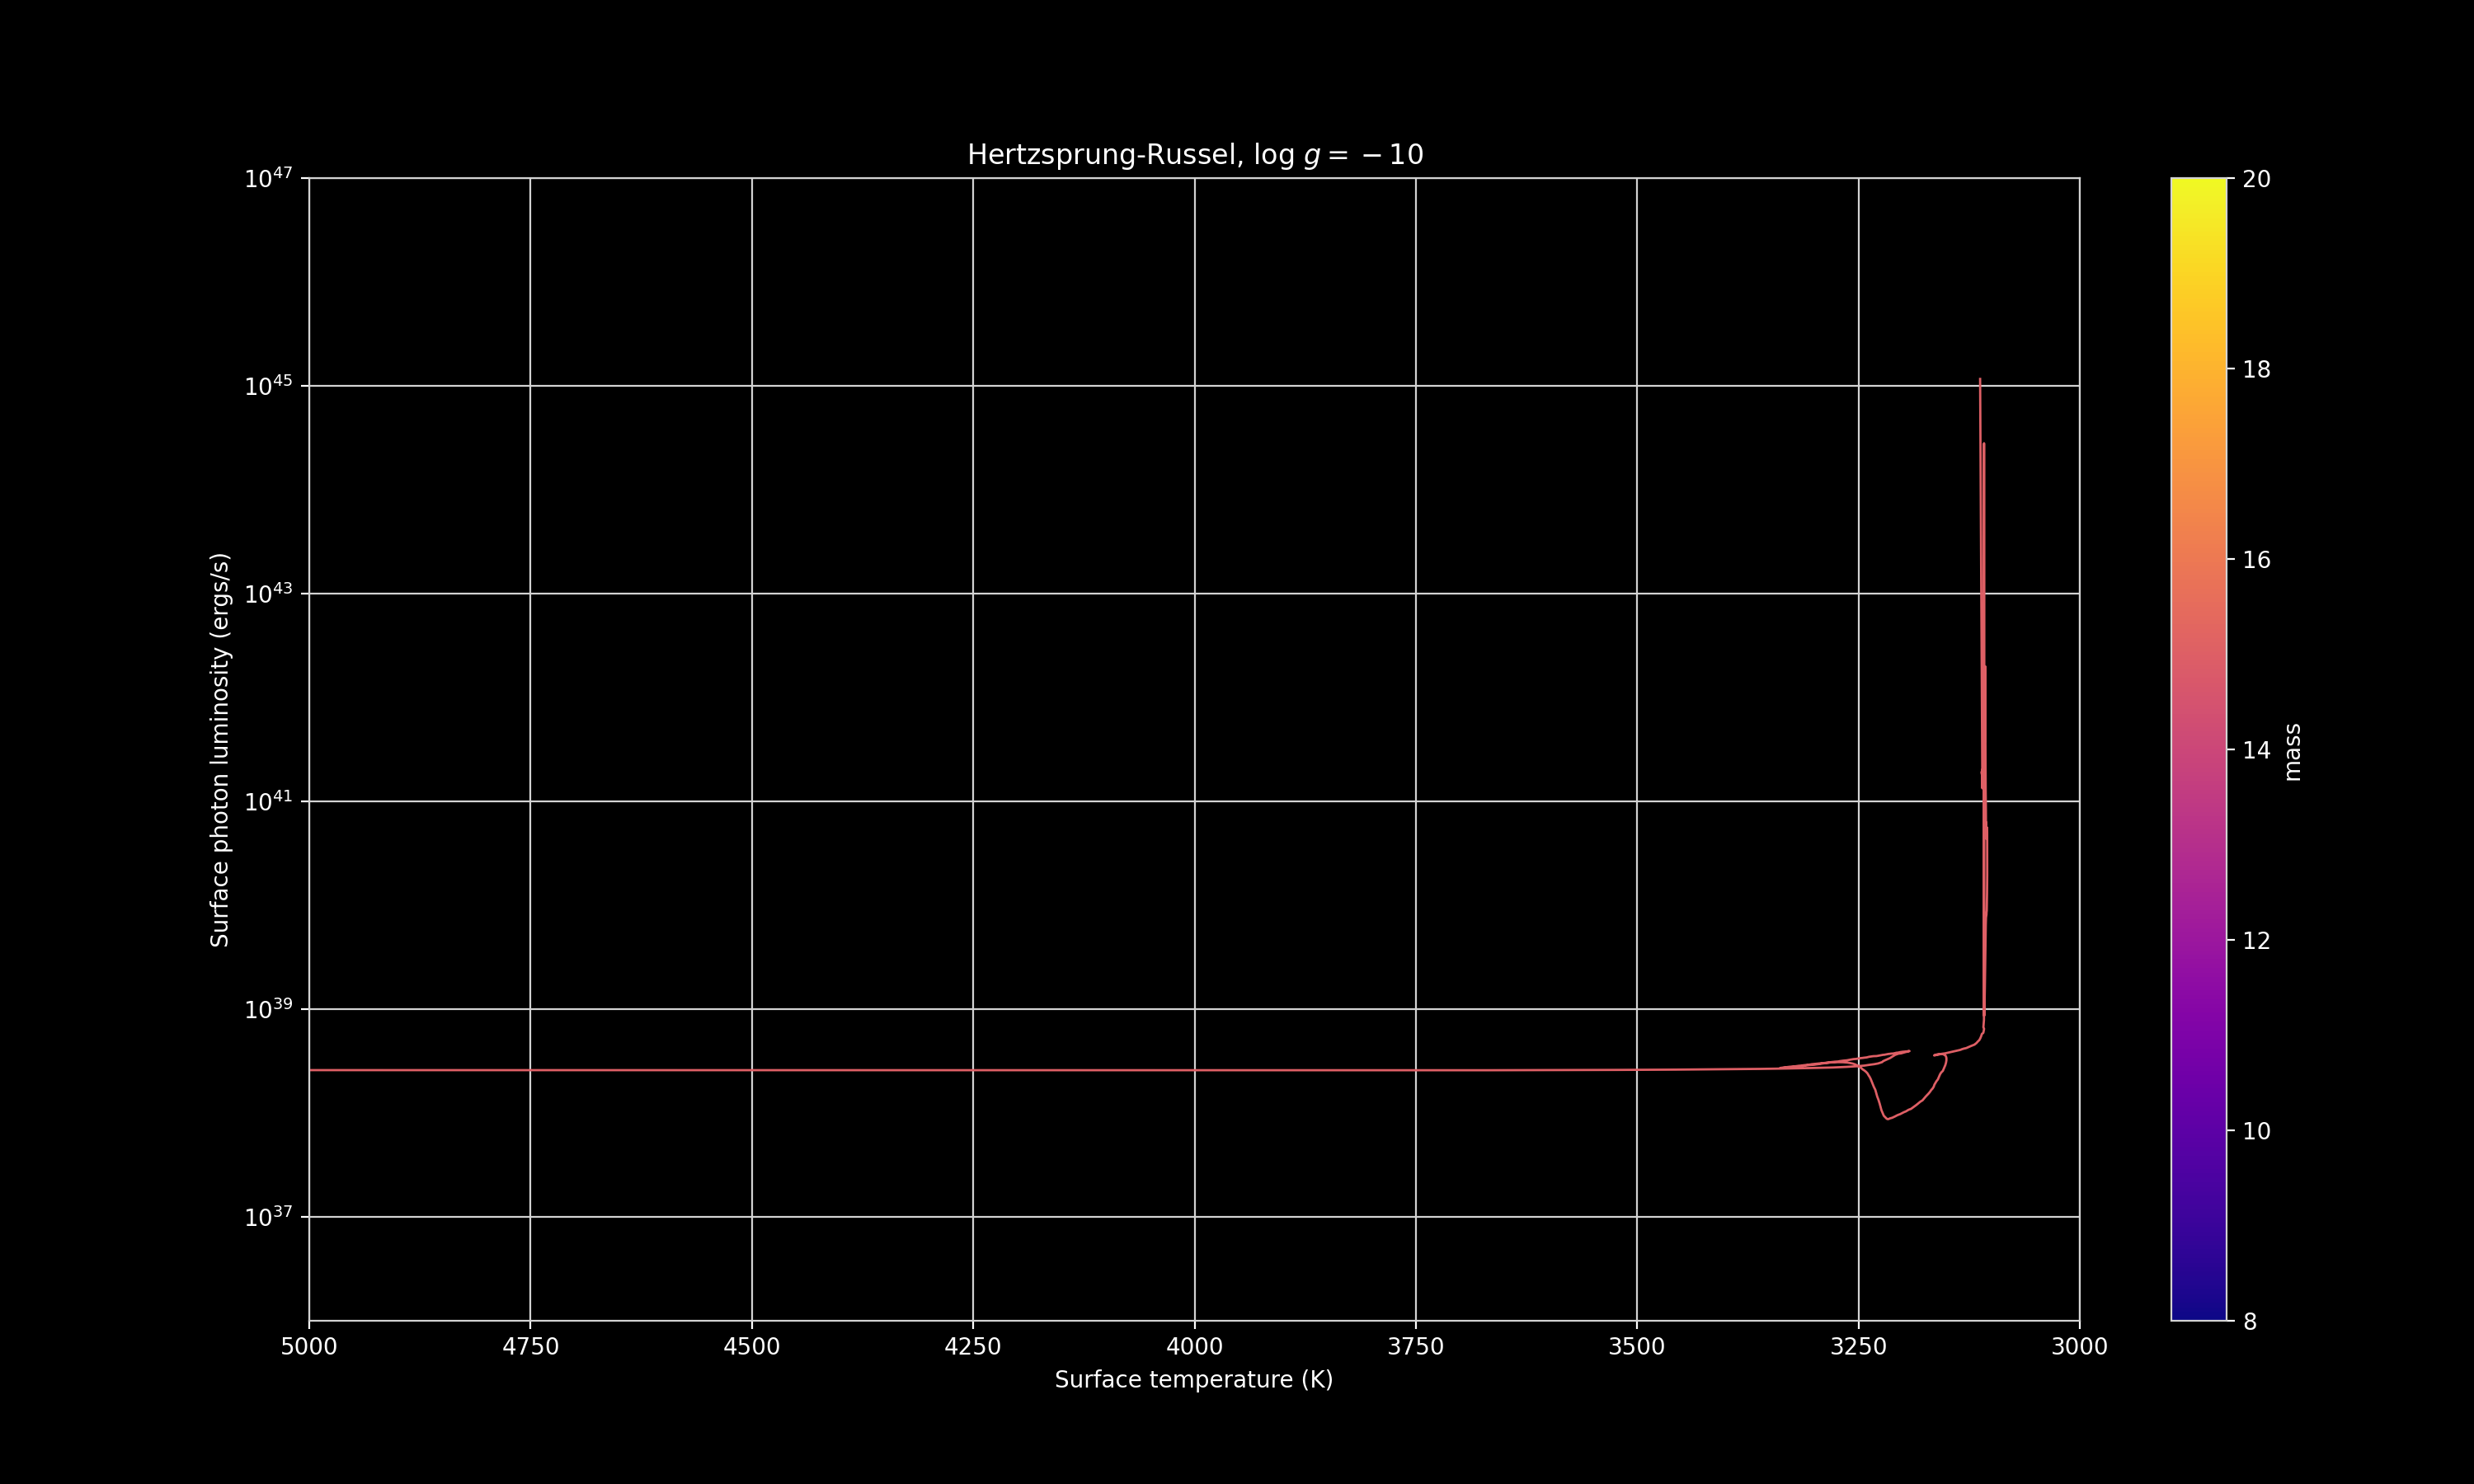 Hertzsprung-Russel, log g = −10
10^47
10^45
10^43
10^41
10^39
10^37
Surface photon luminosity (ergs/s)
5000 4750 4500 4250 4000 3750 3500 3250 3000
Surface temperature (K)
20
18
16
14
12
10
8
mass